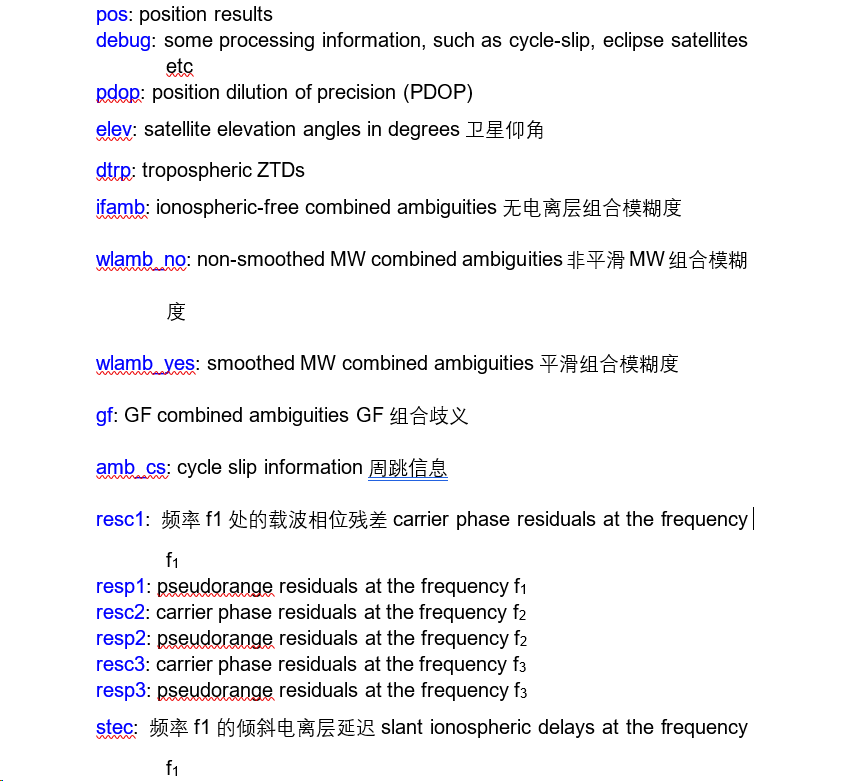 pos: position results
debug: some processing information, such as cycle-slip, eclipse satellites
etc
pdop: position dilution of precision (PDOP)
elev: satellite elevation angles in degrees 卫星仰角
dtrp: tropospheric ZTDs
ifamb: ionospheric-free combined ambiguities 无电离层组合模糊度
wlamb_no: non-smoothed MW combined ambiguities 非平滑 MW 组合模糊
度
wlamb_yes: smoothed MW combined ambiguities 平滑组合模糊度
gf: GF combined ambiguities GF 组合歧义
amb_cs: cycle slip information 周跳信息
resc1: 频率 f1 处的载波相位残差 carrier phase residuals at the frequency
f₁
resp1: pseudorange residuals at the frequency f₁
resc2: carrier phase residuals at the frequency f₂
resp2: pseudorange residuals at the frequency f₂
resc3: carrier phase residuals at the frequency f₃
resp3: pseudorange residuals at the frequency f₃
stec: 频率 f1 的倾斜电离层延迟 slant ionospheric delays at the frequency
f₁